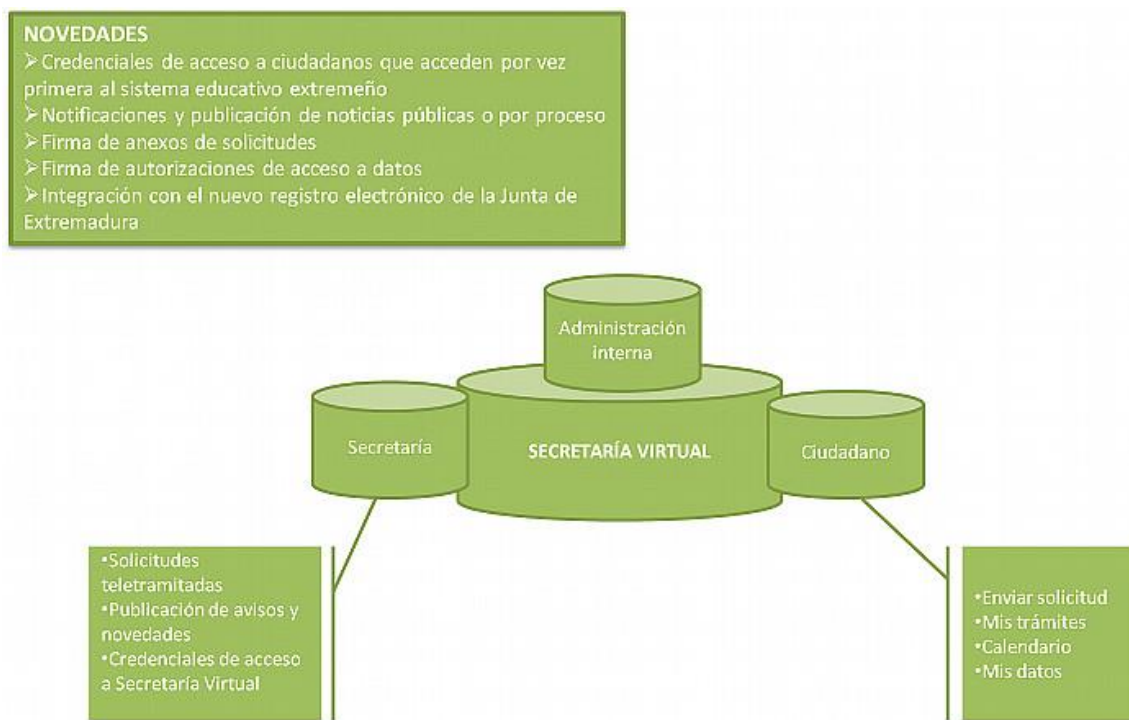 NOVEDADES
➢Credenciales de acceso a ciudadanos que acceden por vez
primera al sistema educativo extremeño
➢Notificaciones y publicación de noticias públicas o por proceso
➢Firma de anexos de solicitudes
➢Firma de autorizaciones de acceso a datos
➢Integración con el nuevo registro electrónico de la Junta de
Extremadura
Administración
interna
Secretaría
SECRETARÍA VIRTUAL
Ciudadano
•Solicitudes
teletramitadas
•Publicación de avisos y
novedades
•Credenciales de acceso
a Secretaría Virtual
•Enviar solicitud
•Mis trámites
•Calendario
•Mis datos